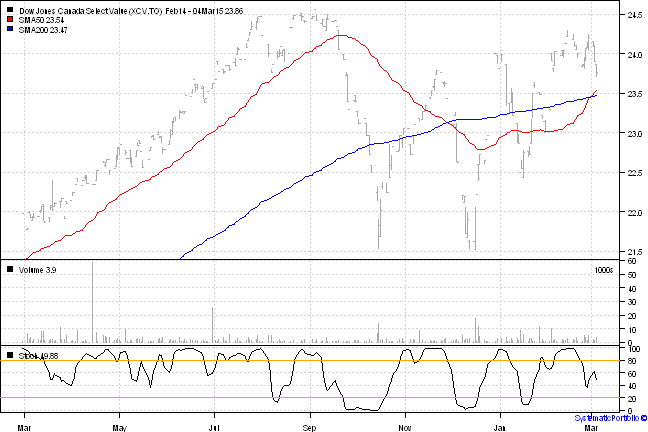 Dow Jones Canada Select Value (XCV.TO) Feb14 - 04Mar15 23.86
SMA50 23.54
SMA200 23.47
24.5
24.0
23.5
23.0
22.5
22.0
21.5
Volume 3.9
1000s
60
50
40
30
20
10
0
Stock 49.88
100
80
60
40
20
0
Mar May Jul Sep Nov Jan Mar
SystematicPortfolio ©